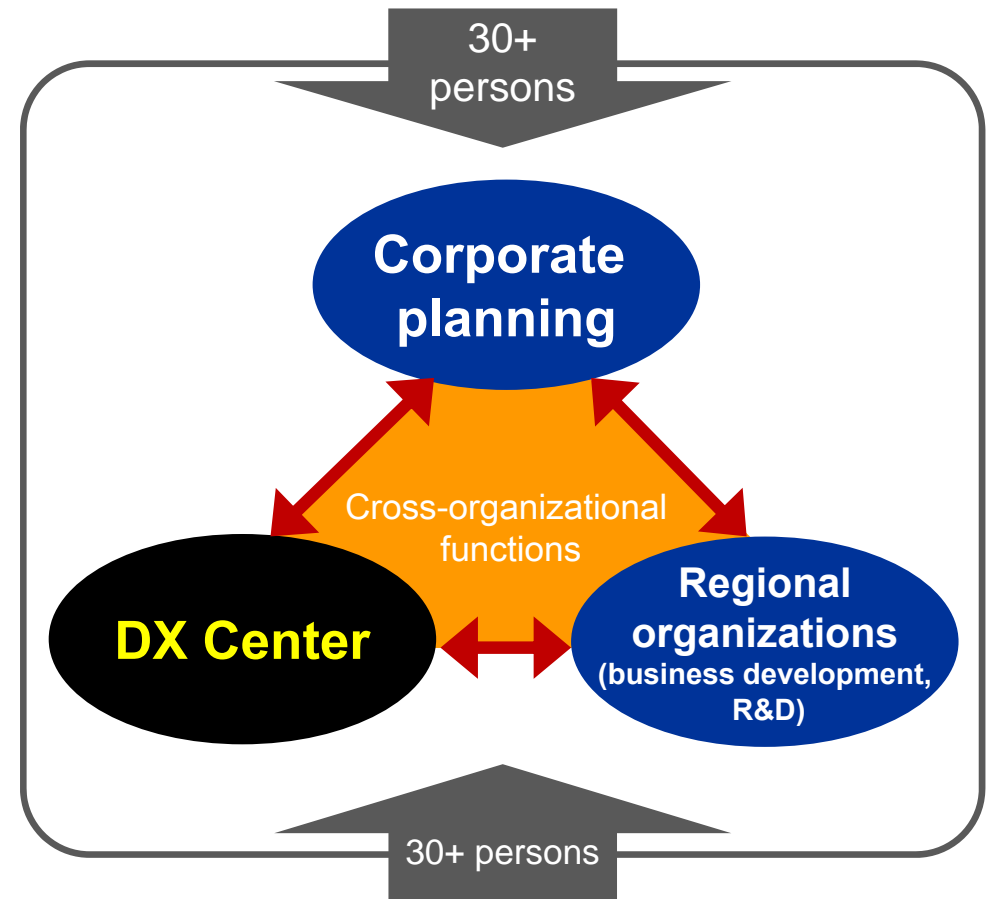 30+
persons
Corporate
planning
Cross-organizational
functions
DX Center
Regional
organizations
(business development,
R&D)
30+ persons